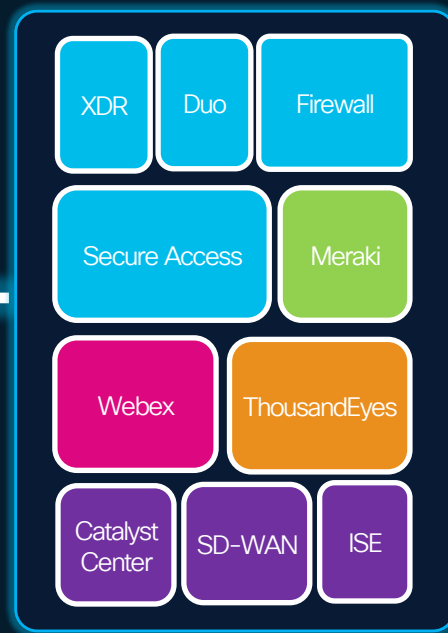 XDR
Duo
Firewall
Secure Access
Meraki
Webex
ThousandEyes
Catalyst
Center
SD-WAN
ISE